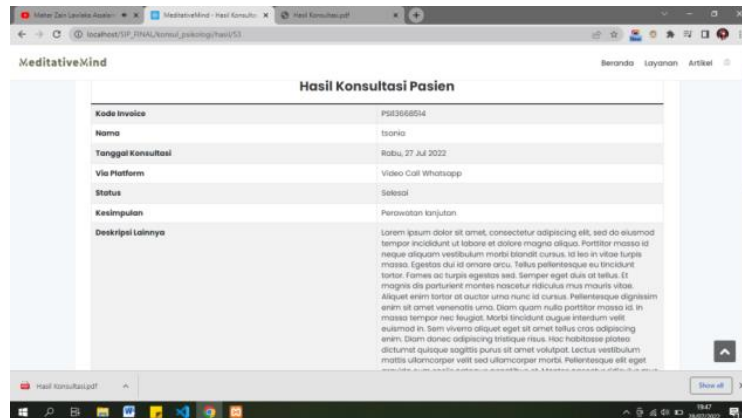 Maher Zain Laviaka Assalam
MeditativeMind - Hasil Konsultas
Hasil Konsultasi.pdf
localhost/SIP_FINAL/konsul_psikologi/hasil/53
MeditativeMind
Beranda Layanan Artikel
Hasil Konsultasi Pasien
Kode Invoice PSI13668514
Nama tsania
Tanggal Konsultasi Rabu, 27 Jul 2022
Via Platform Video Call Whatsapp
Status Selesai
Kesimpulan Perawatan lanjutan
Deskripsi Lainnya Lorem ipsum dolor sit amet, consectetur adipiscing elit, sed do eiusmod
tempor incididunt ut labore et dolore magna aliqua. Porttitor massa id
neque aliquam vestibulum morbi blandit cursus. Id leo in vitae turpis
massa. Egestas dui id ornare arcu. Tellus pellentesque eu tincidunt
tortor. Fames ac turpis egestas sed. Semper eget duis at tellus. Et
magnis dis parturient montes nascetur ridiculus mus mauris vitae.
Aliquet enim tortor at auctor urna nunc id cursus. Pellentesque dignissim
enim sit amet venenatis urna. Diam quam nulla porttitor massa id. In
massa tempor nec feugiat. Morbi tincidunt augue interdum velit
euismod in. Sem viverra aliquet eget sit amet tellus cras adipiscing
enim. Diam donec adipiscing tristique risus. Hac habitasse platea
dictumst quisque sagittis purus sit amet volutpat. Lectus vestibulum
mattis ullamcorper velit sed ullamcorper morbi. Pellentesque elit eget
Hasil Konsultasi.pdf
Show all
19.47
26/07/2022